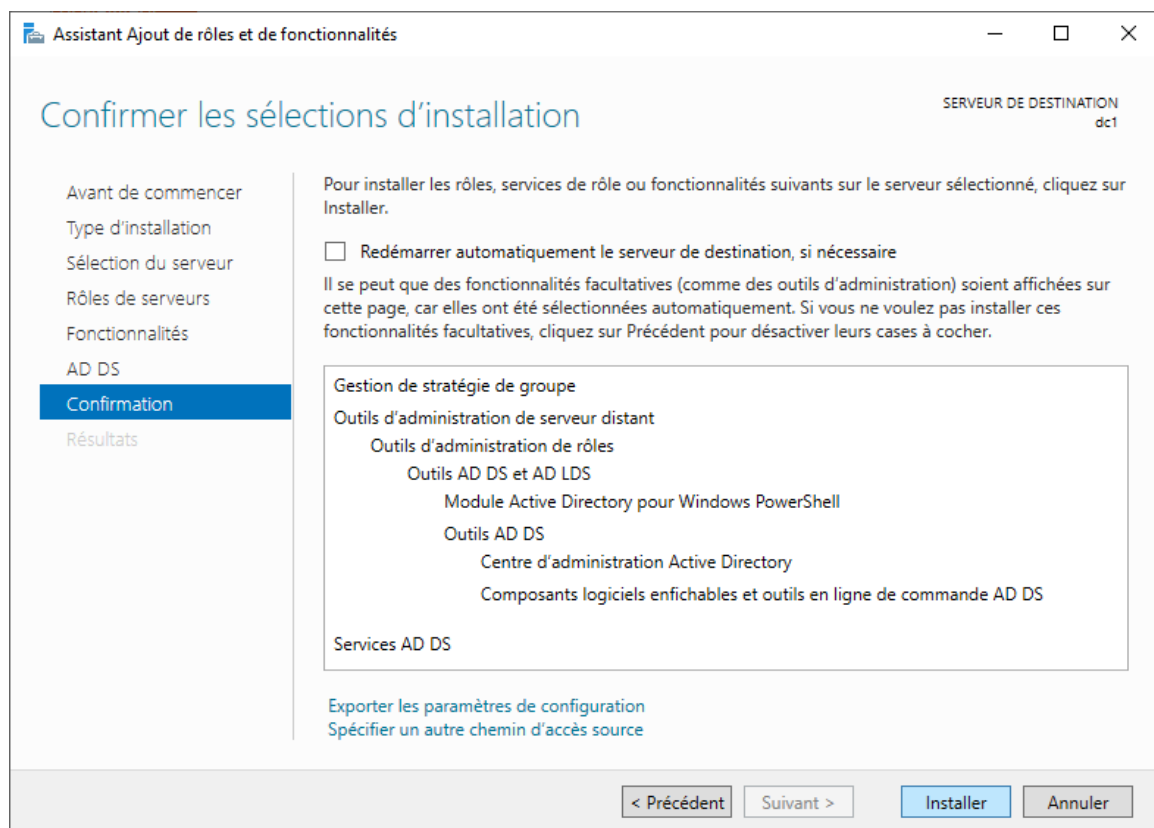 Assistant Ajout de rôles et de fonctionnalités
Confirmer les sélections d’installation
SERVEUR DE DESTINATION
dc1
Avant de commencer
Type d’installation
Sélection du serveur
Rôles de serveurs
Fonctionnalités
AD DS
Confirmation
Résultats
Pour installer les rôles, services de rôle ou fonctionnalités suivants sur le serveur sélectionné, cliquez sur
Installer.
Redémarrer automatiquement le serveur de destination, si nécessaire
Il se peut que des fonctionnalités facultatives (comme des outils d’administration) soient affichées sur
cette page, car elles ont été sélectionnées automatiquement. Si vous ne voulez pas installer ces
fonctionnalités facultatives, cliquez sur Précédent pour désactiver leurs cases à cocher.
Gestion de stratégie de groupe
Outils d’administration de serveur distant
Outils d’administration de rôles
Outils AD DS et AD LDS
Module Active Directory pour Windows PowerShell
Outils AD DS
Centre d’administration Active Directory
Composants logiciels enfichables et outils en ligne de commande AD DS
Services AD DS
Exporter les paramètres de configuration
Spécifier un autre chemin d’accès source
< Précédent
Suivant >
Installer
Annuler